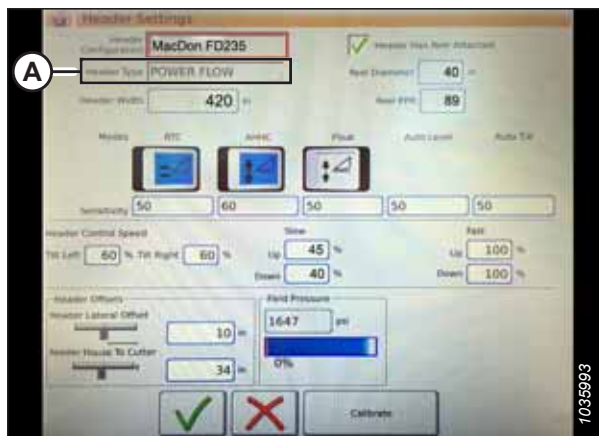 Header Settings
Header Configuration MacDon FD235
Header Has Reel Attached
A
Header Type POWER FLOW
Reel Diameter 40 in
Header Width 420 in
Reel PPR 89
Modes RTC AHHC Float Auto Level Auto Tilt
Sensitivity 50 60 50 50 50
Header Control Speed
Slow Fast
Tilt Left 60 % Tilt Right 60 % Up 45 % Up 100 %
Down 40 % Down 100 %
Header Offsets Field Pressure
Header Lateral Offset
10 in 1647 psi
Feeder House To Cutter
34 in 0%
Calibrate
1035993